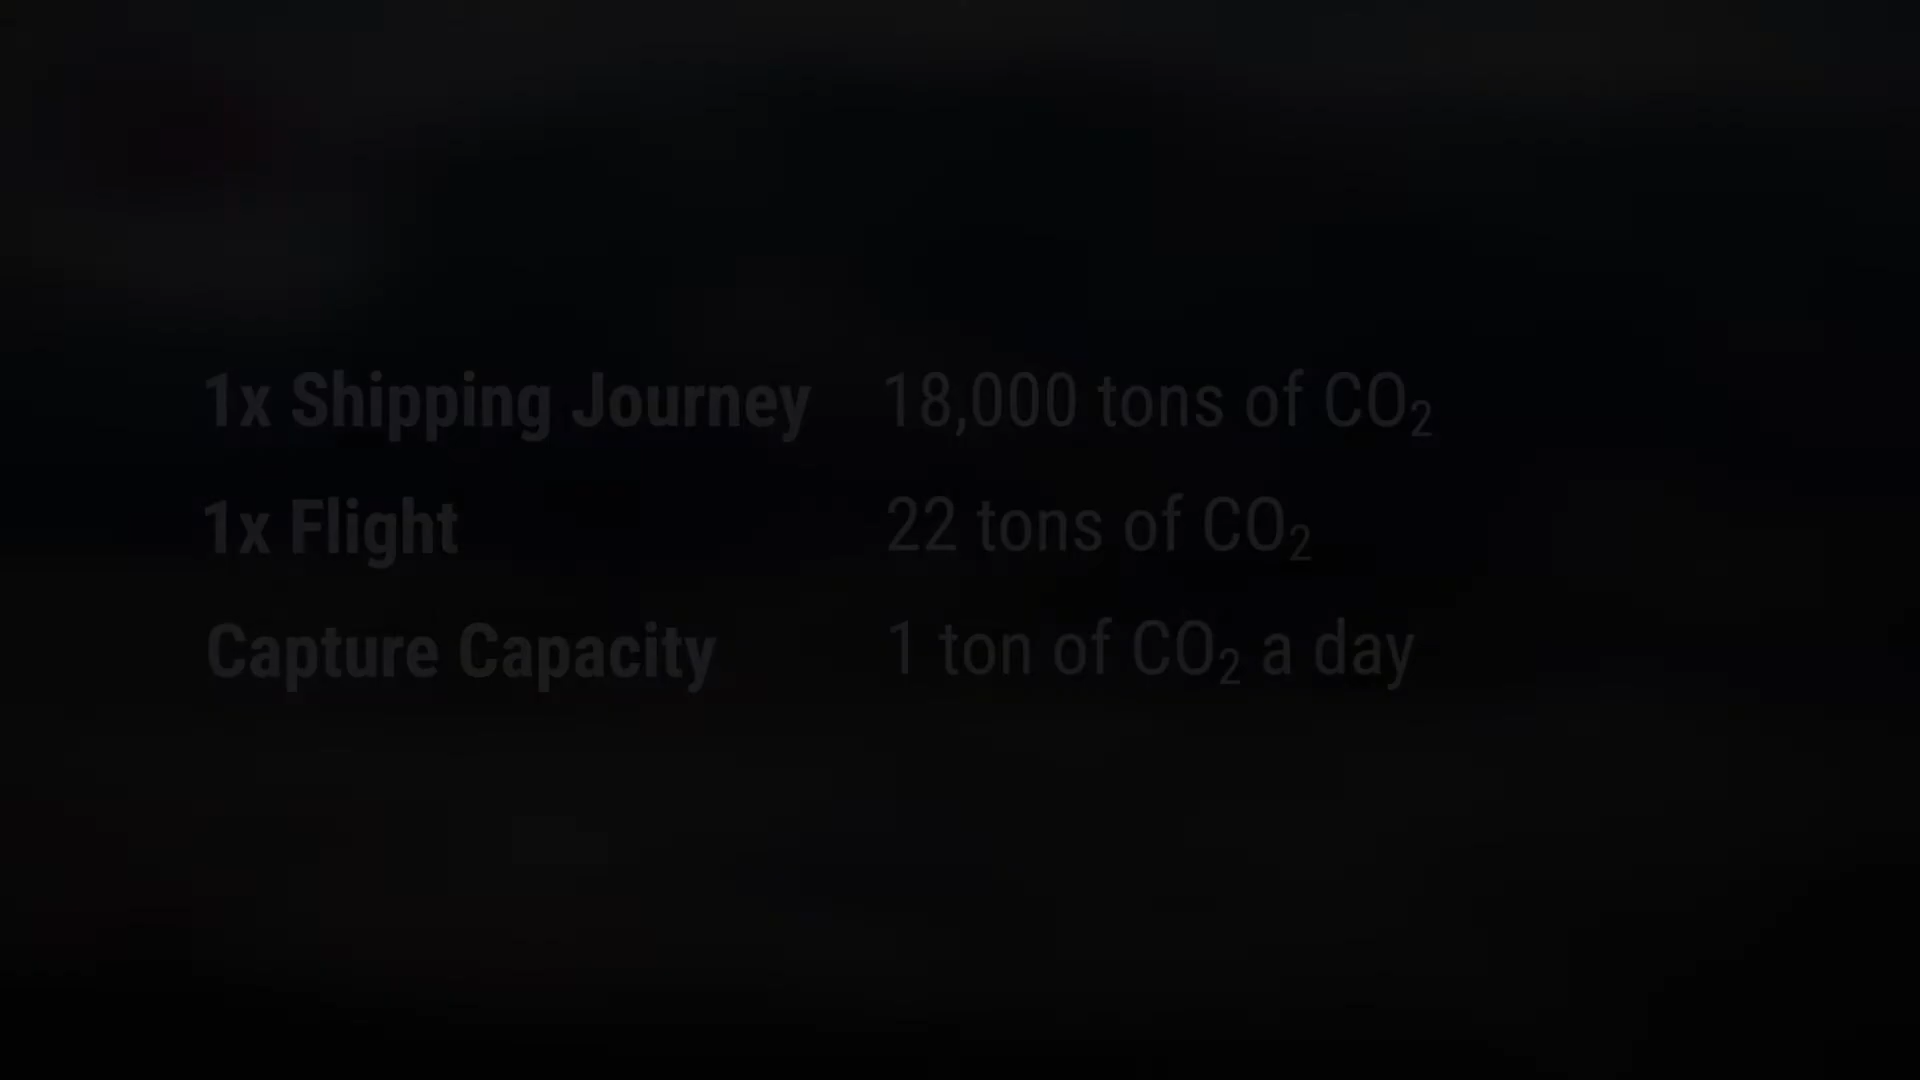 1x Shipping Journey 18,000 tons of CO₂
1x Flight 22 tons of CO₂
Capture Capacity 1 ton of CO₂ a day